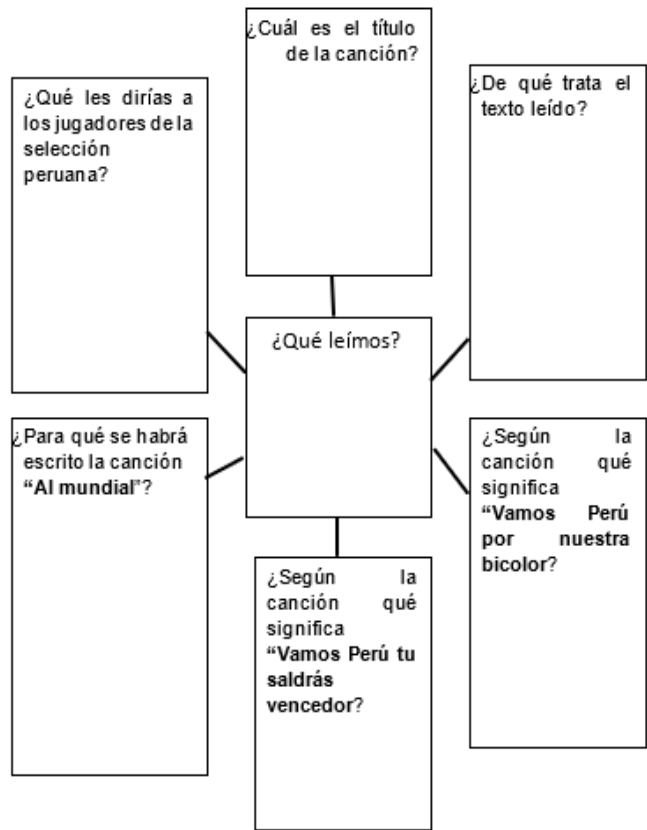 ¿Cuál es el título
de la canción?
¿Qué les dirías a
los jugadores de la
selección
peruana?
¿De qué trata el
texto leído?
¿Qué leímos?
¿Para qué se habrá
escrito la canción
“Al mundial”?
¿Según la
canción qué
significa
“Vamos Perú
por nuestra
bicolor?
¿Según la
canción qué
significa
“Vamos Perú tu
saldrás
vencedor?